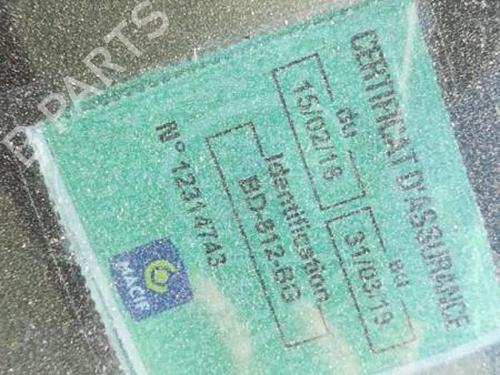 CERTIFICAT D'ASSURANCE
du
au
15/02/18
31/03/19
Identification
BD-812-BG
N° 12314743
MACIF
B PARTS